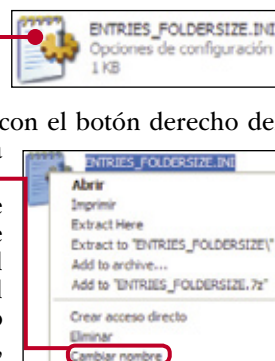 ENTRIES_FOLDERSIZE.INI
Opciones de configuración
1 KB
con el botón derecho de
a
ENTRIES_FOLDERSIZE.INI
Abrir
Imprimir
Extract Here
Extract to "ENTRIES_FOLDERSIZE\"
Add to archive...
Add to "ENTRIES_FOLDERSIZE.7z"
Crear acceso directo
Eliminar
Cambiar nombre